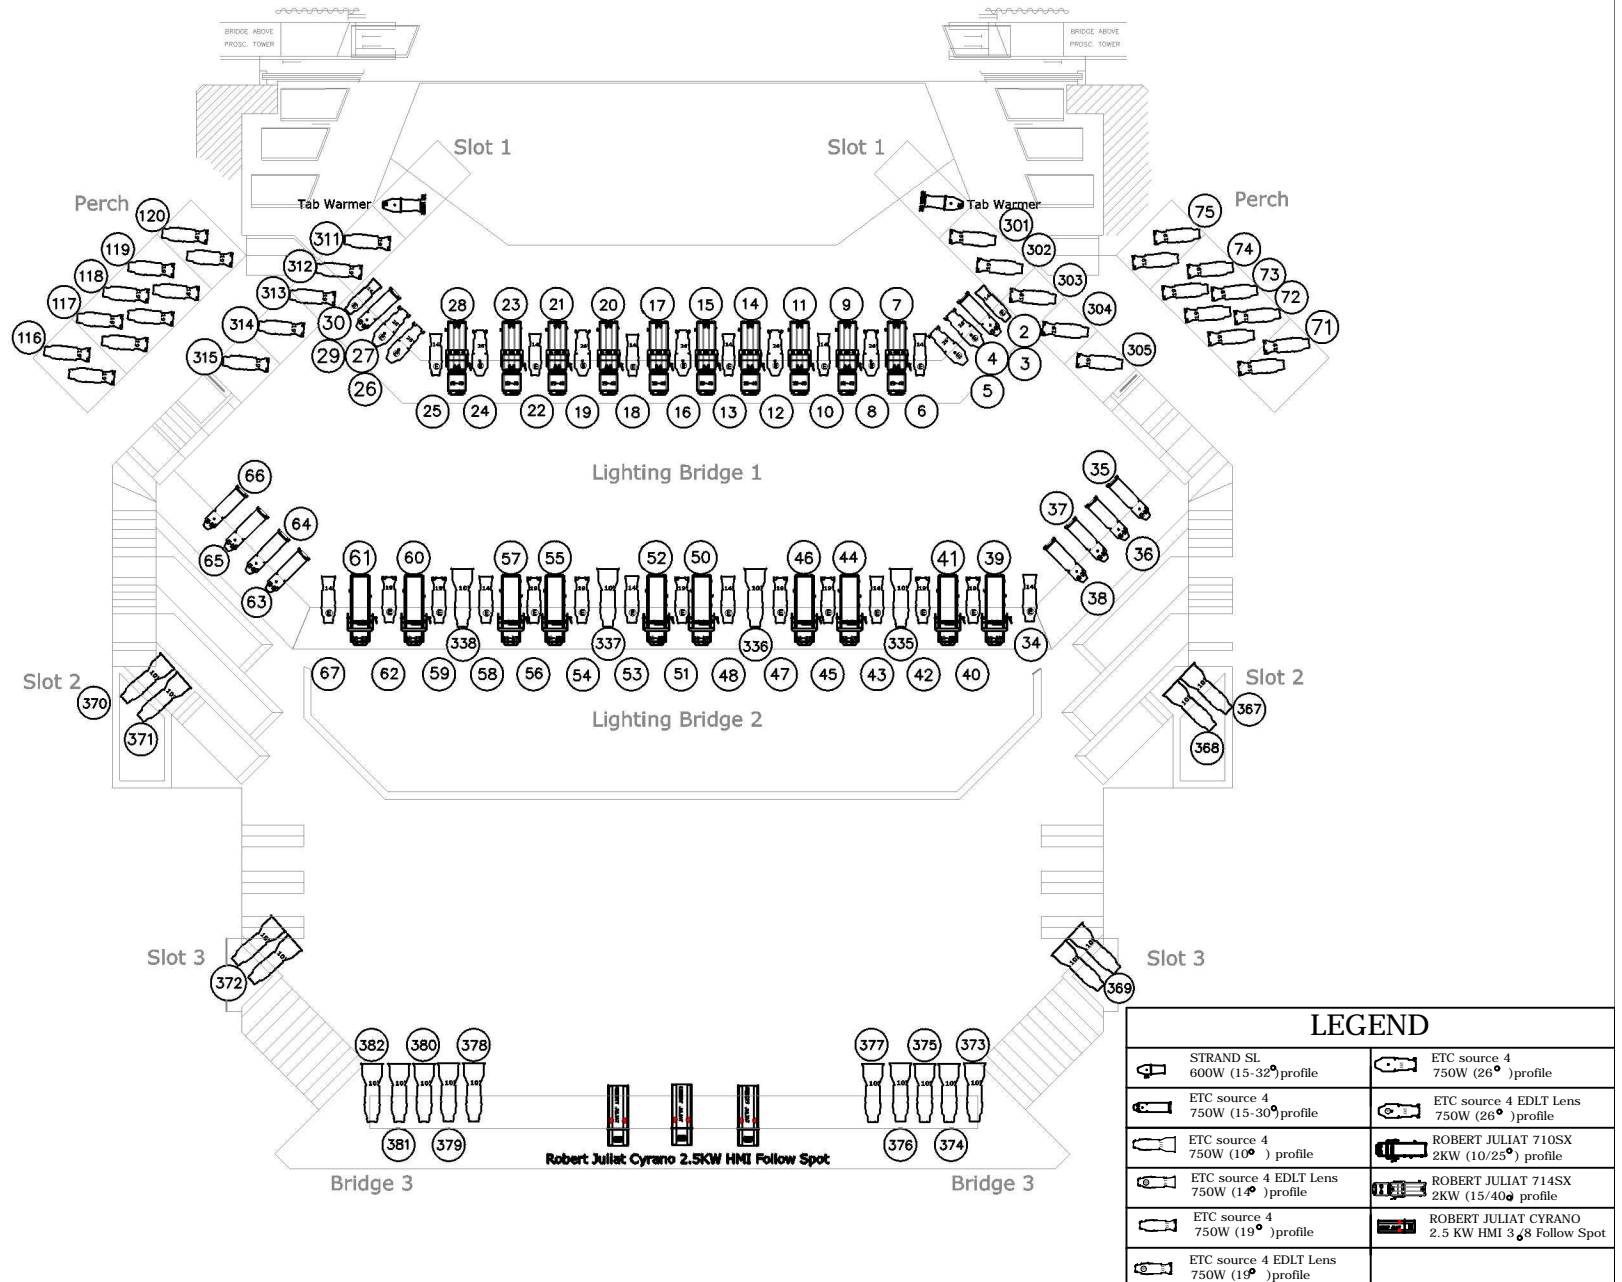 BRIDGE ABOVE
PROSC. TOWER
BRIDGE ABOVE
PROSC. TOWER
Slot 1
Slot 1
Perch
Perch
Tab Warmer
Tab Warmer
120
119
118
117
116
311
312
313
314
315
301
302
303
304
305
75
74
73
72
71
30
29
27
26
28
23
21
20
17
15
14
11
9
7
2
4
3
5
25
24
22
19
18
16
13
12
10
8
6
Lighting Bridge 1
66
64
65
63
35
37
36
38
61
60
57
55
52
50
46
44
41
39
338
337
336
335
34
67
62
59
58
56
54
53
51
48
47
45
43
42
40
Lighting Bridge 2
Slot 2
370
371
Slot 2
367
368
Slot 3
372
Slot 3
369
382
380
378
377
375
373
381
379
376
374
Robert Juliat Cyrano 2.5KW HMI Follow Spot
Bridge 3
Bridge 3
LEGEND
STRAND SL
600W (15-32°)profile
ETC source 4
750W (15-30°)profile
ETC source 4
750W (10° ) profile
ETC source 4 EDLT Lens
750W (14° )profile
ETC source 4
750W (19° )profile
ETC source 4 EDLT Lens
750W (19° )profile
ETC source 4
750W (26° )profile
ETC source 4 EDLT Lens
750W (26° )profile
ROBERT JULIAT 710SX
2KW (10/25°) profile
ROBERT JULIAT 714SX
2KW (15/40°) profile
ROBERT JULIAT CYRANO
2.5 KW HMI 3°/8 Follow Spot